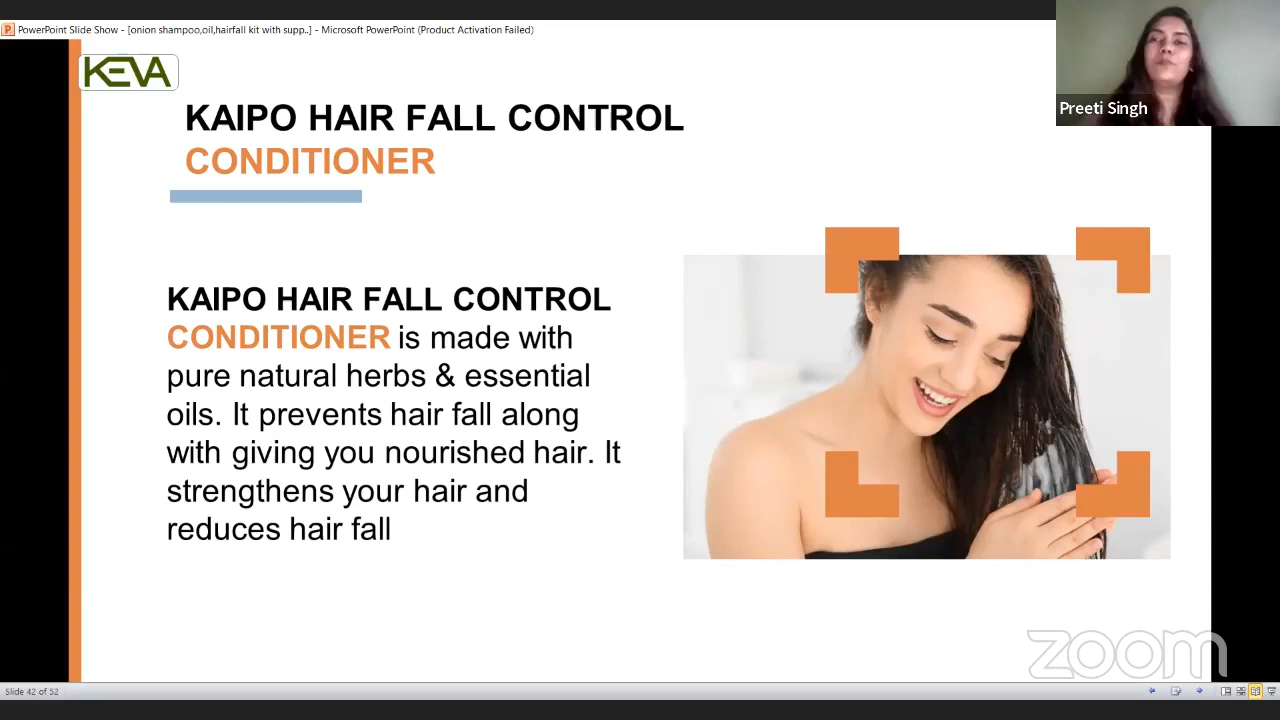 PowerPoint Slide Show - [onion shampoo,oil,hairfall kit with supp..] - Microsoft PowerPoint (Product Activation Failed)
KEVA
Preeti Singh
KAIPO HAIR FALL CONTROL
CONDITIONER
KAIPO HAIR FALL CONTROL
CONDITIONER is made with
pure natural herbs & essential
oils. It prevents hair fall along
with giving you nourished hair. It
strengthens your hair and
reduces hair fall
zoom
Slide 42 of 52